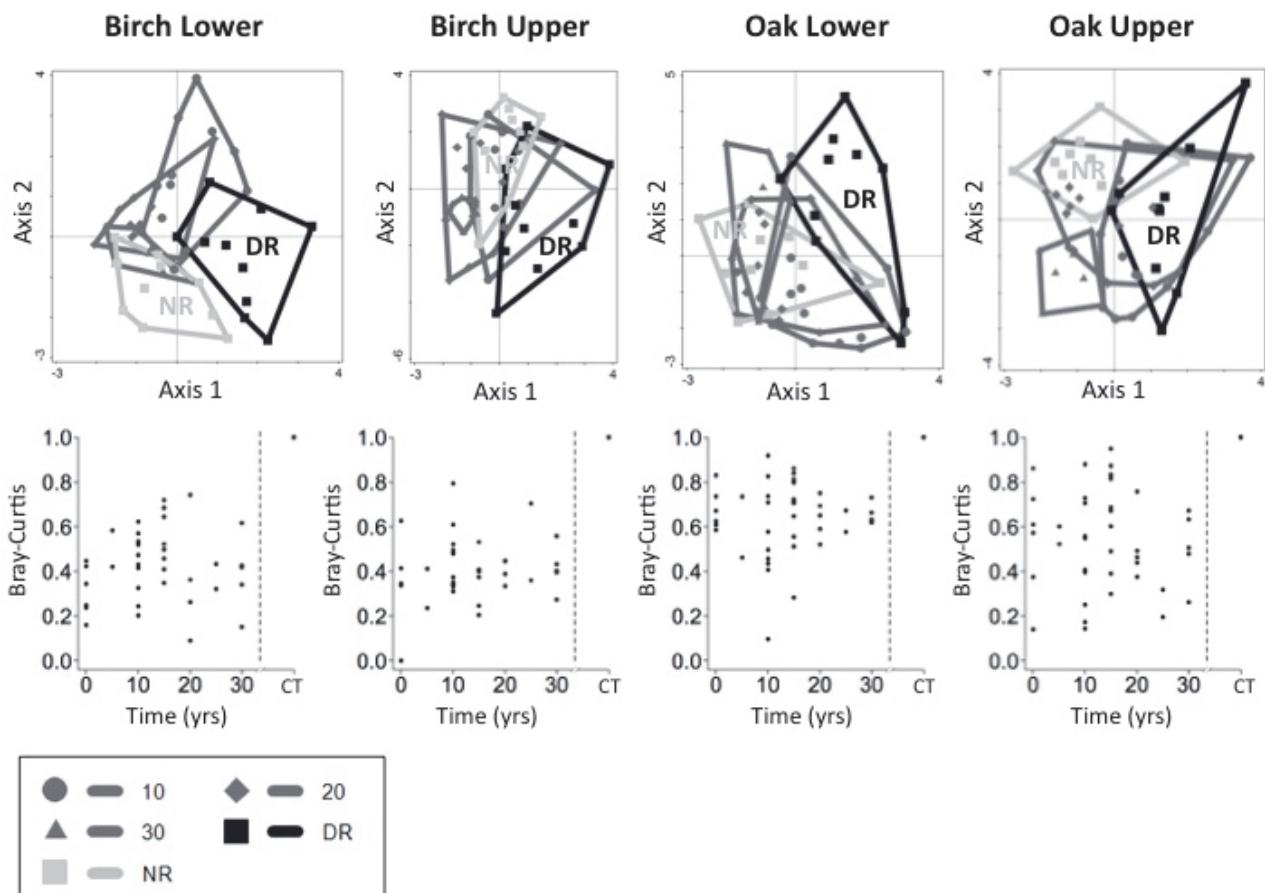 Birch Lower Birch Upper Oak Lower Oak Upper
4 4 5 4
Axis 2 Axis 2 Axis 2 Axis 2
DR NR NR DR NR DR NR DR
-3 -6 -3 -4
-3 4 -3 4 -3 4 -3 4
Axis 1 Axis 1 Axis 1 Axis 1
Bray-Curtis Bray-Curtis Bray-Curtis Bray-Curtis
1.0 1.0 1.0 1.0
0.8 0.8 0.8 0.8
0.6 0.6 0.6 0.6
0.4 0.4 0.4 0.4
0.2 0.2 0.2 0.2
0.0 0.0 0.0 0.0
0 10 20 30 CT 0 10 20 30 CT 0 10 20 30 CT 0 10 20 30 CT
Time (yrs) Time (yrs) Time (yrs) Time (yrs)
10 20
30 DR
NR